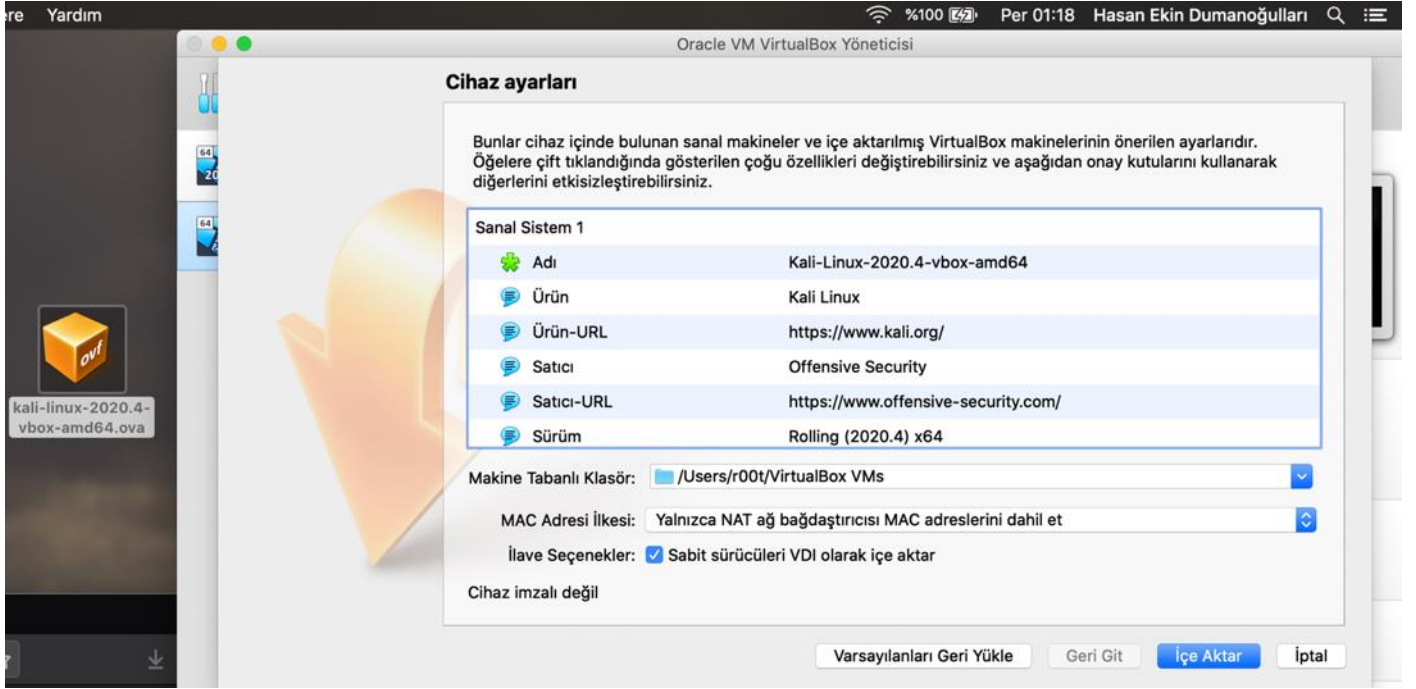 ere Yardım %100 Per 01:18 Hasan Ekin Dumanoğulları
Oracle VM VirtualBox Yöneticisi
Cihaz ayarları
Bunlar cihaz içinde bulunan sanal makineler ve içe aktarılmış VirtualBox makinelerinin önerilen ayarlarıdır.
Öğelere çift tıklandığında gösterilen çoğu özellikleri değiştirebilirsiniz ve aşağıdan onay kutularını kullanarak
diğerlerini etkisizleştirebilirsiniz.
64
20
64
Sanal Sistem 1
Adı Kali-Linux-2020.4-vbox-amd64
Ürün Kali Linux
Ürün-URL https://www.kali.org/
Satıcı Offensive Security
Satıcı-URL https://www.offensive-security.com/
Sürüm Rolling (2020.4) x64
ovf
kali-linux-2020.4-
vbox-amd64.ova
Makine Tabanlı Klasör: /Users/r00t/VirtualBox VMs
MAC Adresi İlkesi: Yalnızca NAT ağ bağdaştırıcısı MAC adreslerini dahil et
İlave Seçenekler: Sabit sürücüleri VDI olarak içe aktar
Cihaz imzalı değil
Varsayılanları Geri Yükle Geri Git İçe Aktar İptal